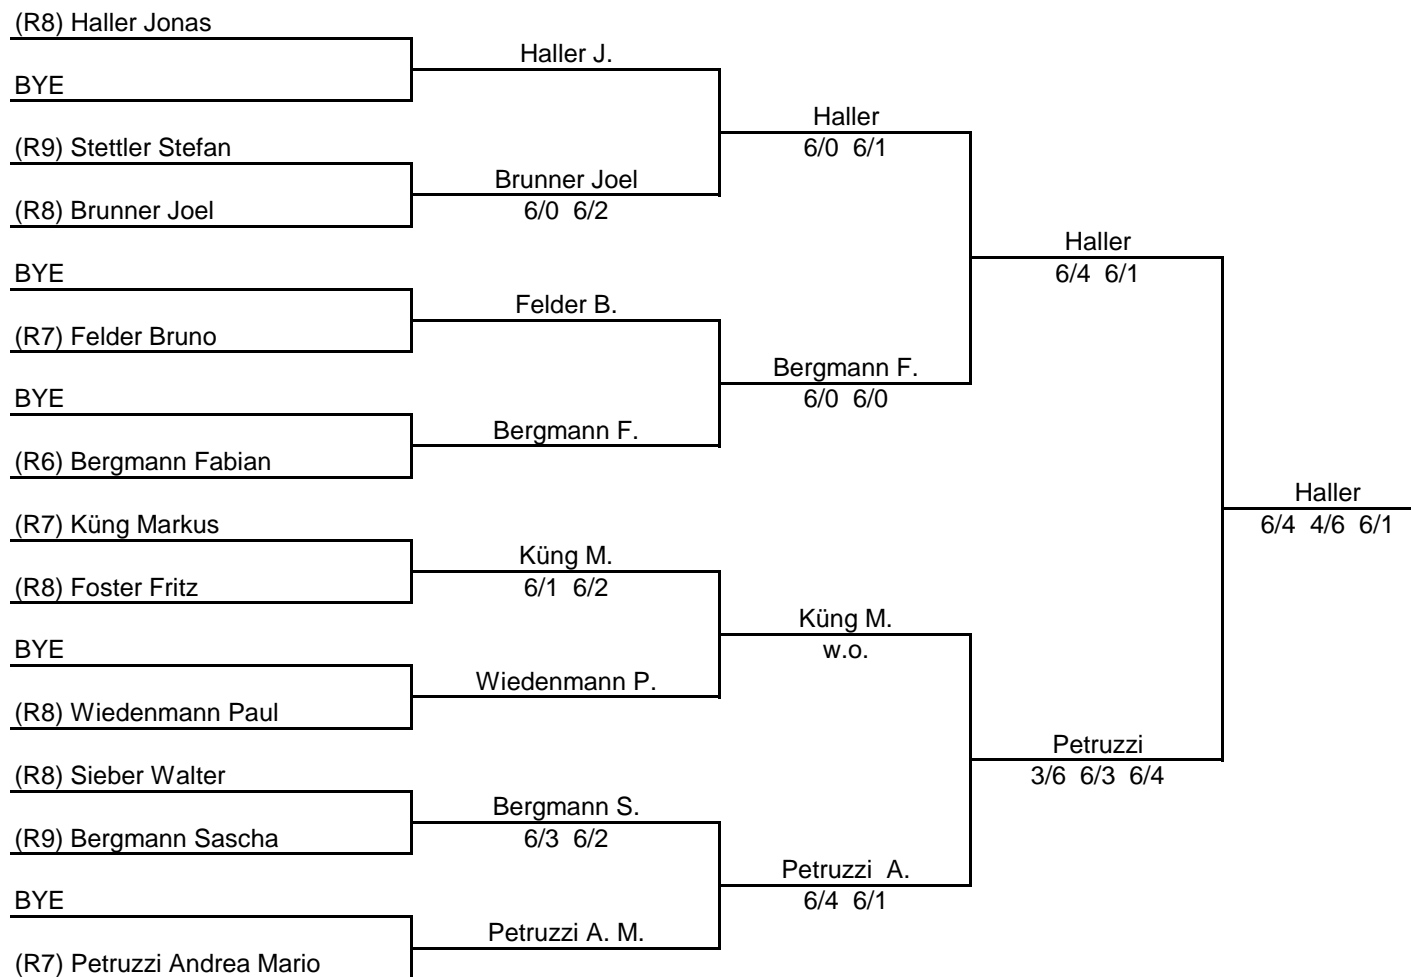 (R8) Haller Jonas
Haller J.
BYE
Haller
6/0 6/1
(R9) Stettler Stefan
Brunner Joel
6/0 6/2
(R8) Brunner Joel
Haller
6/4 6/1
BYE
Felder B.
(R7) Felder Bruno
Bergmann F.
6/0 6/0
BYE
Bergmann F.
(R6) Bergmann Fabian
Haller
6/4 4/6 6/1
(R7) Küng Markus
Küng M.
6/1 6/2
(R8) Foster Fritz
Küng M.
w.o.
BYE
Wiedenmann P.
(R8) Wiedenmann Paul
Petruzzi
3/6 6/3 6/4
(R8) Sieber Walter
Bergmann S.
6/3 6/2
(R9) Bergmann Sascha
Petruzzi A.
6/4 6/1
BYE
Petruzzi A. M.
(R7) Petruzzi Andrea Mario